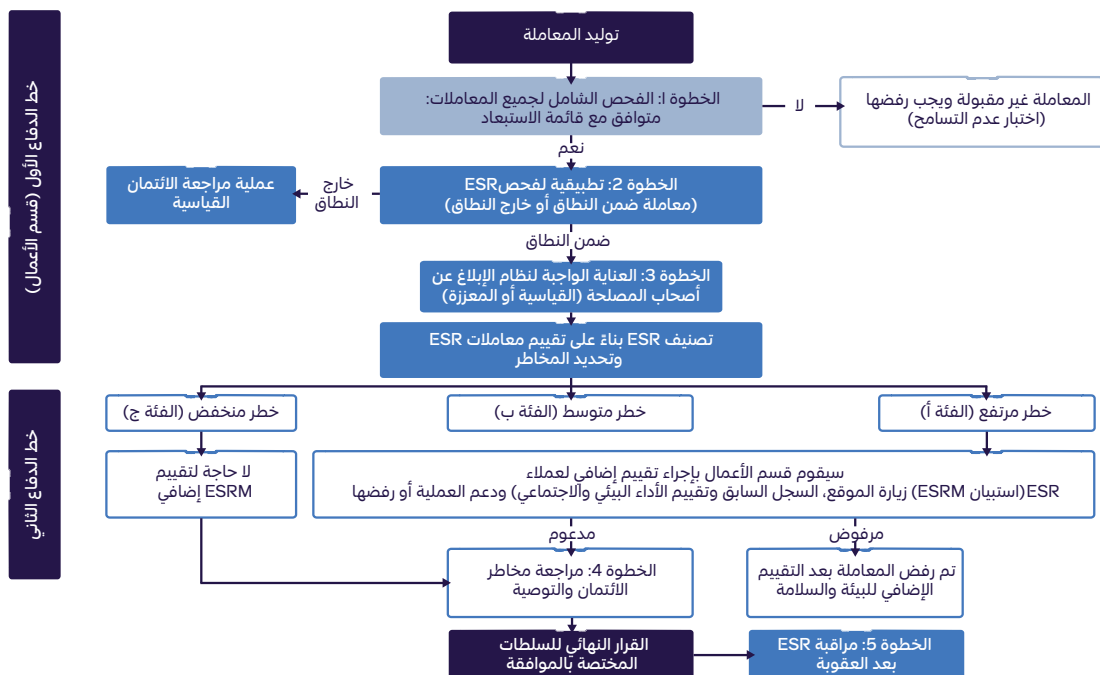 خط الدفاع الأول (قسم الأعمال)
توليد المعاملة
الخطوة ا: الفحص الشامل لجميع المعاملات:
متوافق مع قائمة الاستبعاد
لا
المعاملة غير مقبولة ويجب رفضها
(اختبار عدم التسامح)
نعم
الخطوة 2: تطبيقية لفحصESR
(معاملة ضمن النطاق أو خارج النطاق)
خارج
النطاق
عملية مراجعة الائتمان
القياسية
ضمن النطاق
الخطوة 3: العناية الواجبة لنظام الإبلاغ عن
أصحاب المصلحة (القياسية أو المعززة)
تصنيف ESR بناءً على تقييم معاملات ESR
وتحديد المخاطر
خط الدفاع الثاني
خطر مرتفع (الفئة أ)
خطر متوسط (الفئة ب)
خطر منخفض (الفئة ج)
سيقوم قسم الأعمال بإجراء تقييم إضافي لعملاء
ESR(استبيان ESRM) زيارة الموقع، السجل السابق وتقييم الأداء البيئي والاجتماعي) ودعم العملية أو رفضها
لا حاجة لتقييم
ESRM إضافي
مرفوض
مدعوم
تم رفض المعاملة بعد التقييم
الإضافي للبيئة والسلامة
الخطوة 4: مراجعة مخاطر
الائتمان والتوصية
القرار النهائي للسلطات
المختصة بالموافقة
الخطوة 5: مراقبة ESR
بعد العقوبة